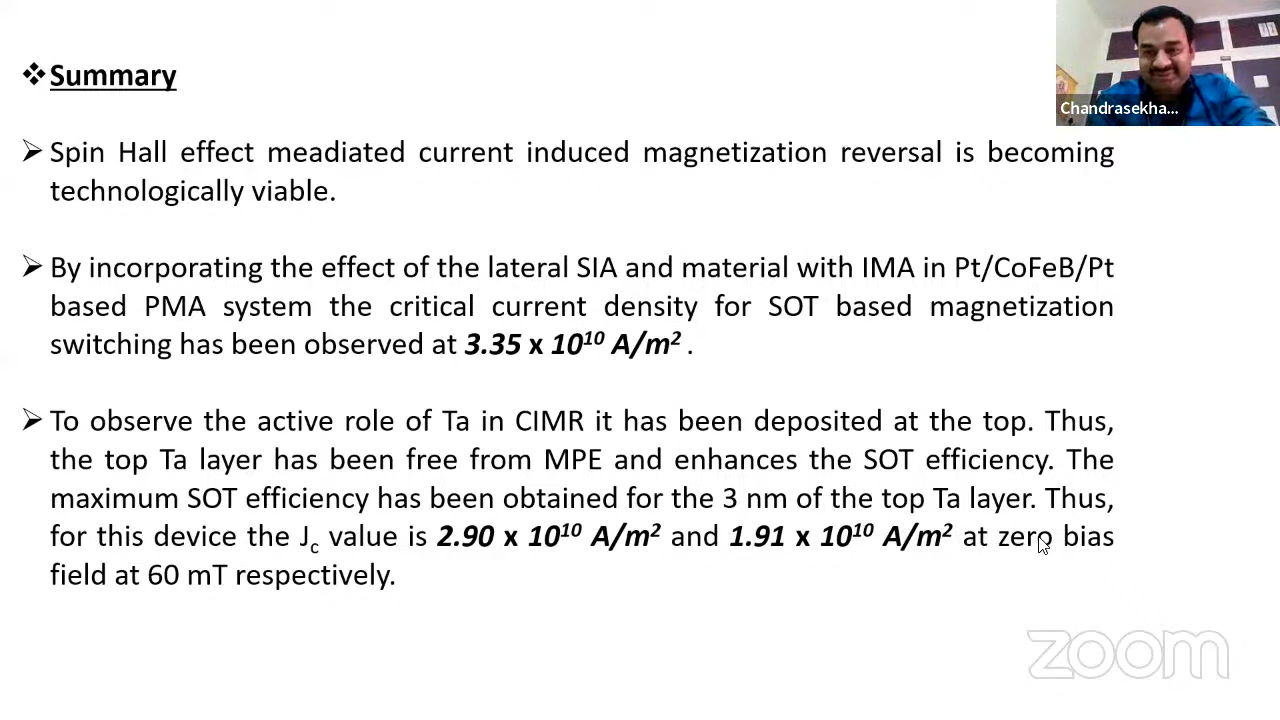 ❖Summary
Chandrasekha...
➢ Spin Hall effect meadiated current induced magnetization reversal is becoming
technologically viable.
➢ By incorporating the effect of the lateral SIA and material with IMA in Pt/CoFeB/Pt
based PMA system the critical current density for SOT based magnetization
switching has been observed at 3.35 x 10¹⁰ A/m² .
➢ To observe the active role of Ta in CIMR it has been deposited at the top. Thus,
the top Ta layer has been free from MPE and enhances the SOT efficiency. The
maximum SOT efficiency has been obtained for the 3 nm of the top Ta layer. Thus,
for this device the Jc value is 2.90 x 10¹⁰ A/m² and 1.91 x 10¹⁰ A/m² at zero bias
field at 60 mT respectively.
zoom